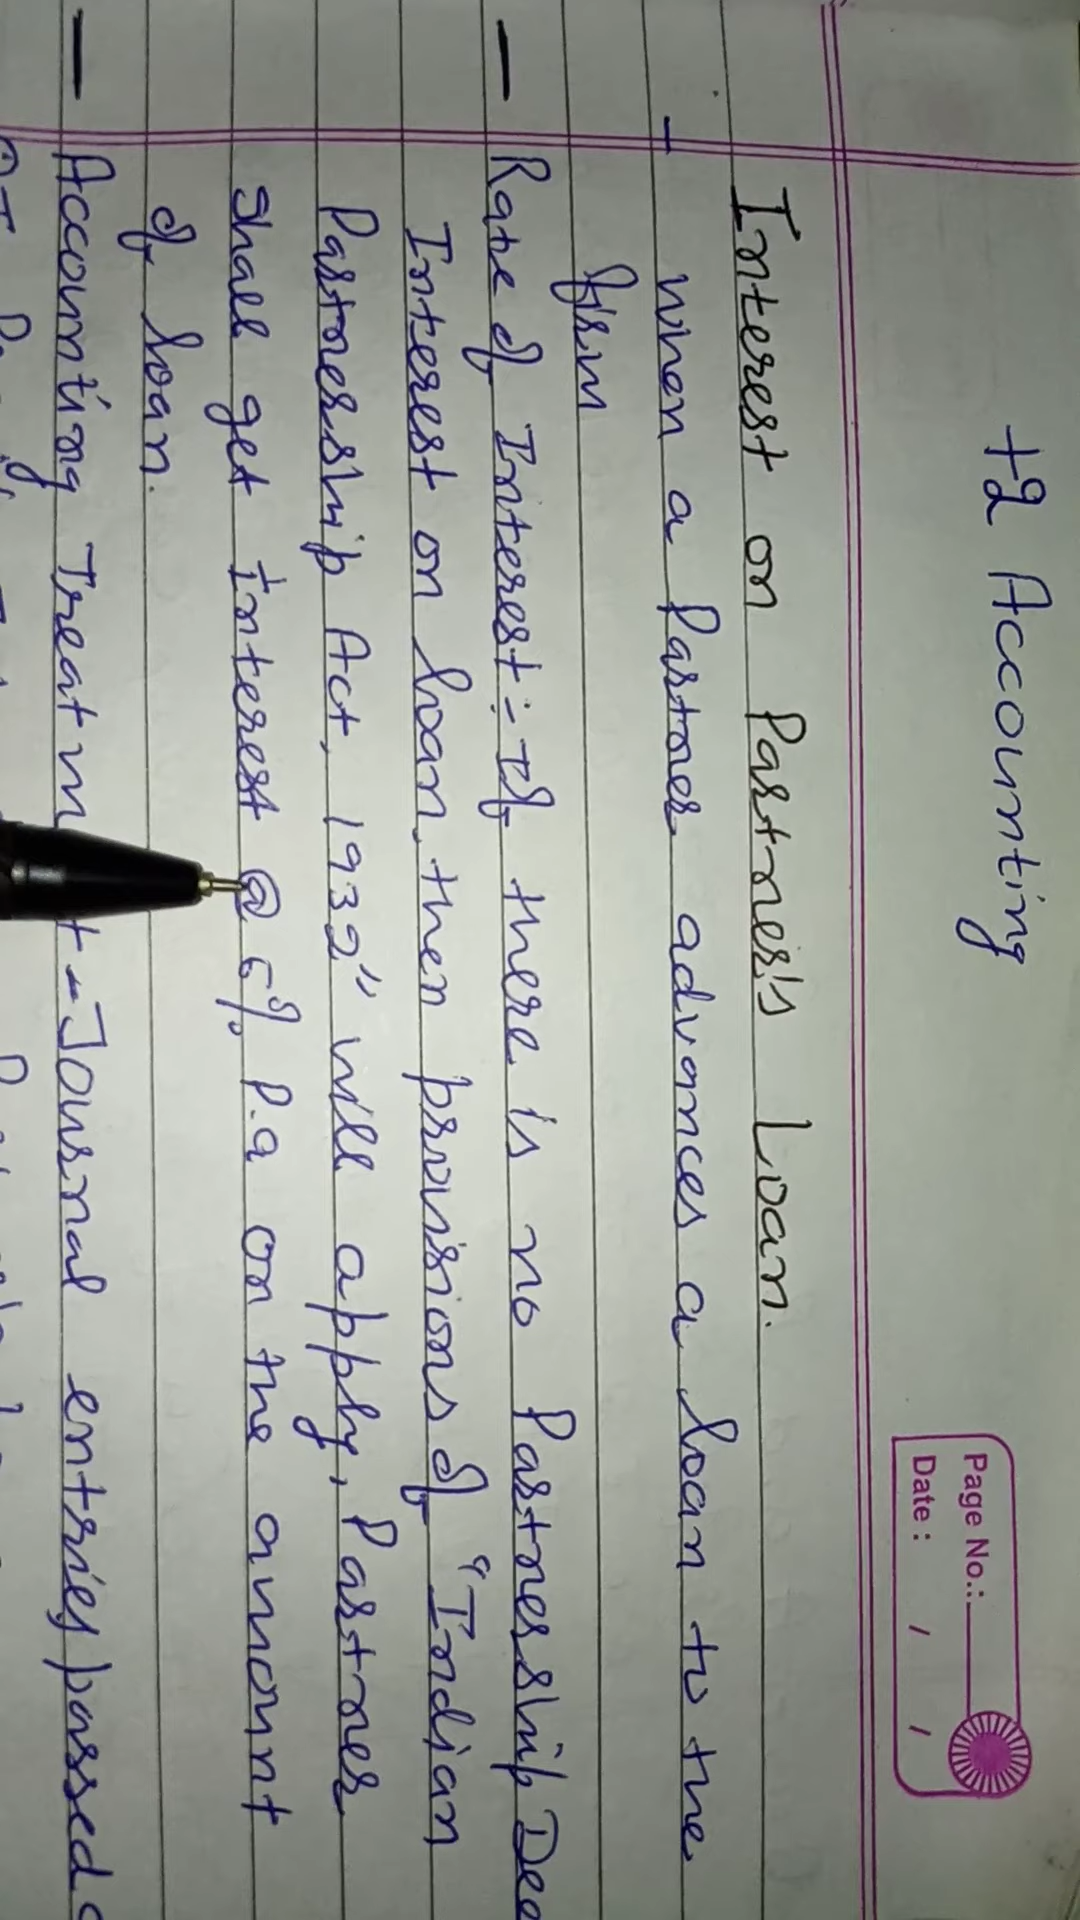 +2 Accounting
Page No.:
Date : / /
Interest on Partner's Loan.
- When a Partner advances a loan to the
firm
- Rate of Interest :- If there is no Partnership Dee
Interest on loan, then provisions of "Indian
Partnership Act, 1932" will apply, Partner
shall get Interest @ 6% P.a on the amount
of loan.
- Accounting Treatm t - Journal entries passed